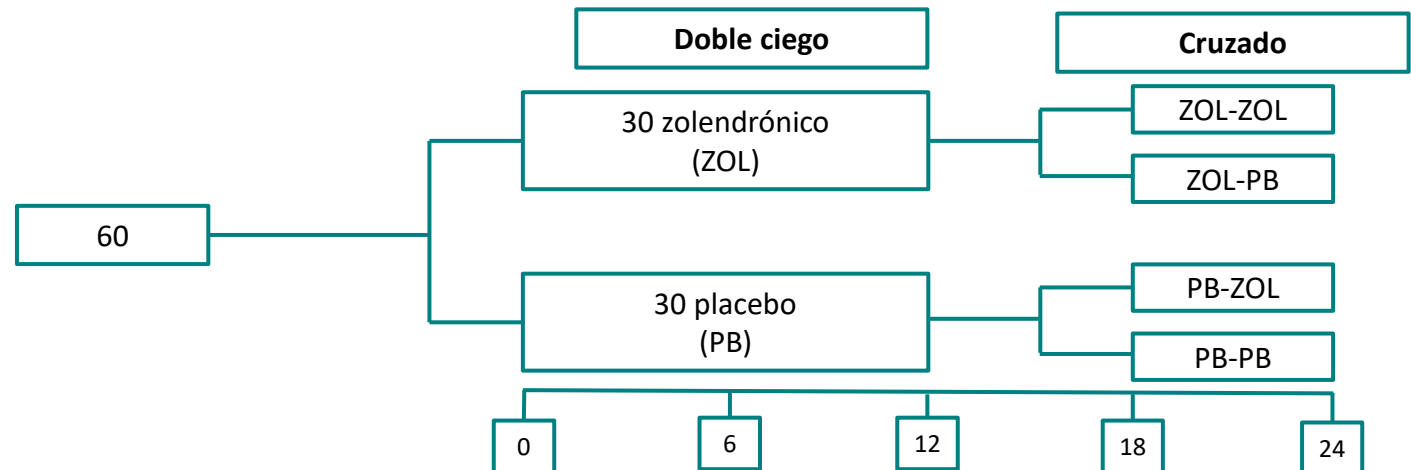 Doble ciego
Cruzado
30 zolendrónico
(ZOL)
ZOL-ZOL
ZOL-PB
60
30 placebo
(PB)
PB-ZOL
PB-PB
0
6
12
18
24